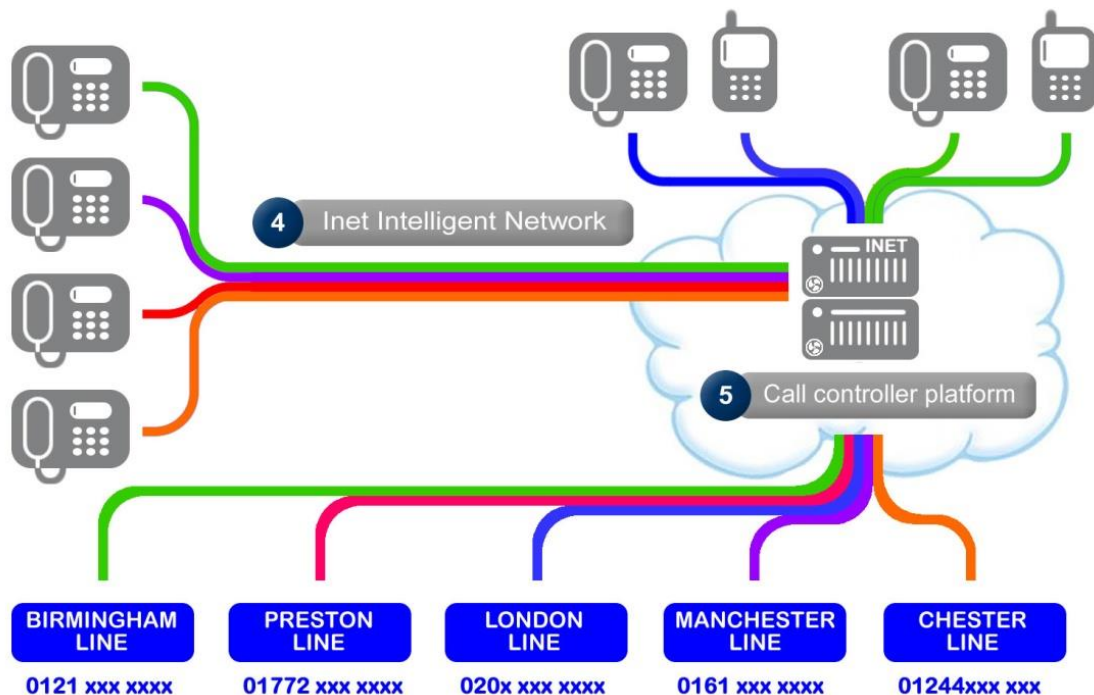 4 Inet Intelligent Network
INET
5 Call controller platform
BIRMINGHAM
LINE
PRESTON
LINE
LONDON
LINE
MANCHESTER
LINE
CHESTER
LINE
0121 xxx xxxx
01772 xxx xxxx
020x xxx xxxx
0161 xxx xxxx
01244xxx xxx